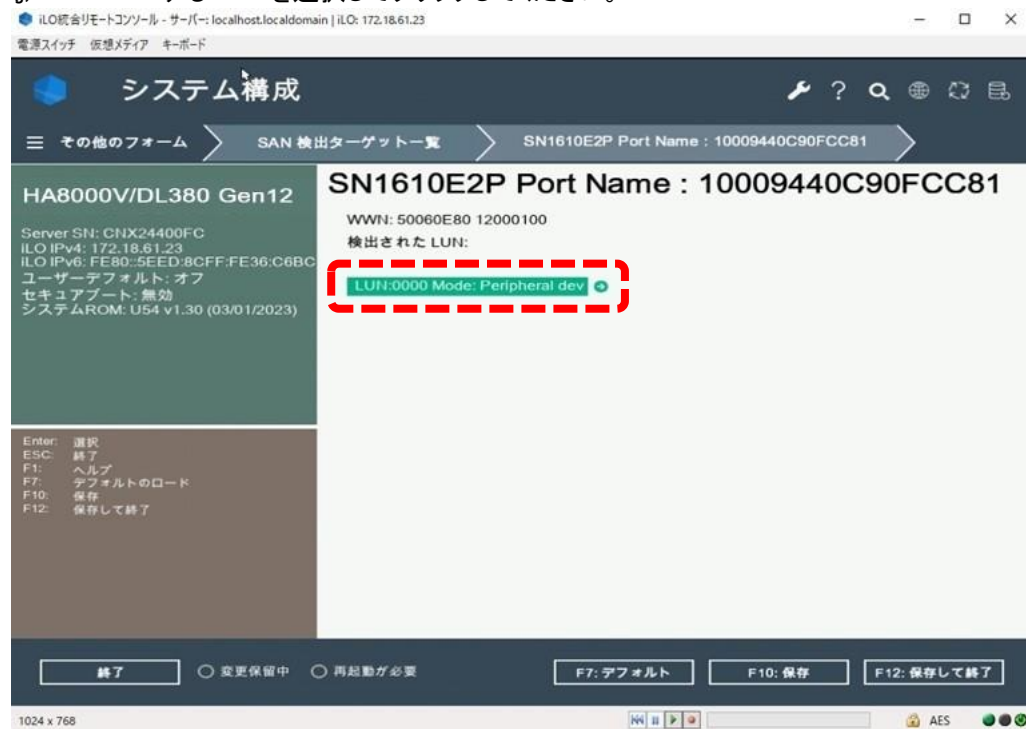 iLO統合リモートコンソール - サーバー: localhost.localdomain | iLO: 172.18.61.23
電源スイッチ 仮想メディア キーボード
システム構成
その他のフォーム SAN 検出ターゲット一覧 SN1610E2P Port Name : 10009440C90FCC81
HA8000V/DL380 Gen12
Server SN: CNX24400FC
iLO IPv4: 172.18.61.23
iLO IPv6: FE80::5EED:8CFF:FE36:C6BC
ユーザーデフォルト: オフ
セキュアブート: 無効
システムROM: U54 v1.30 (03/01/2023)
SN1610E2P Port Name : 10009440C90FCC81
WWN: 50060E80 12000100
検出された LUN:
LUN:0000 Mode: Peripheral dev
Enter: 選択
ESC: 終了
F1: ヘルプ
F7: デフォルトのロード
F10: 保存
F12: 保存して終了
終了 変更保留中 再起動が必要 F7: デフォルト F10: 保存 F12: 保存して終了
1024 x 768 AES